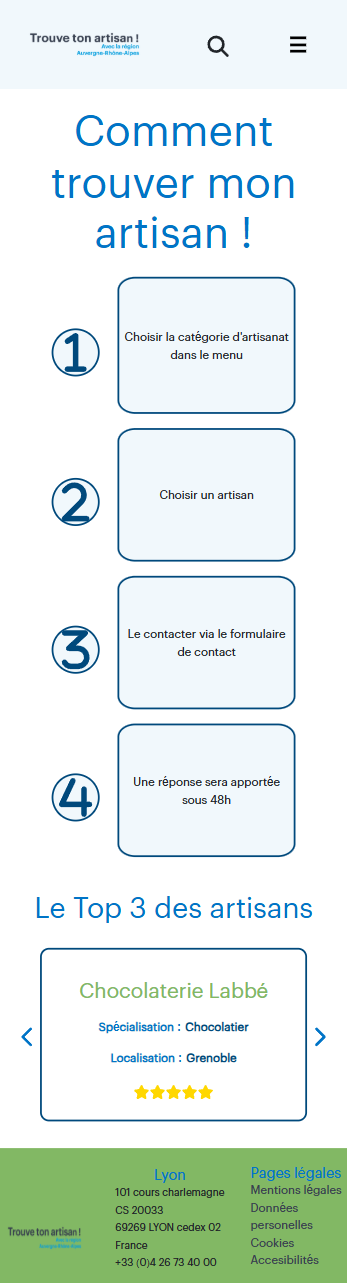 Trouve ton artisan !
Avec la région
Auvergne-Rhône-Alpes
Comment
trouver mon
artisan !
1
Choisir la catégorie d'artisanat
dans le menu
2
Choisir un artisan
3
Le contacter via le formulaire
de contact
4
Une réponse sera apportée
sous 48h
Le Top 3 des artisans
Chocolaterie Labbé
Spécialisation : Chocolatier
Localisation : Grenoble
Trouve ton artisan !
Avec la région
Auvergne-Rhône-Alpes
Lyon
101 cours charlemagne
CS 20033
69269 LYON cedex 02
France
+33 (0)4 26 73 40 00
Pages légales
Mentions légales
Données
personelles
Cookies
Accesibilités